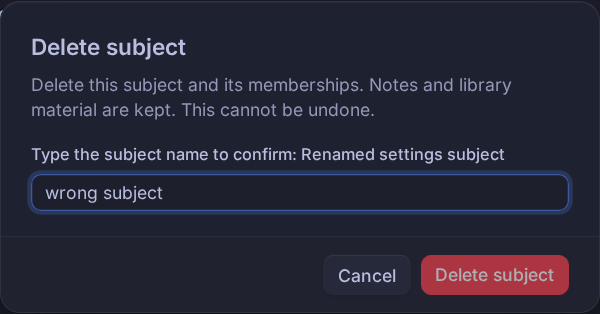 Delete subject
Delete this subject and its memberships. Notes and library
material are kept. This cannot be undone.
Type the subject name to confirm: Renamed settings subject
wrong subject
Cancel
Delete subject